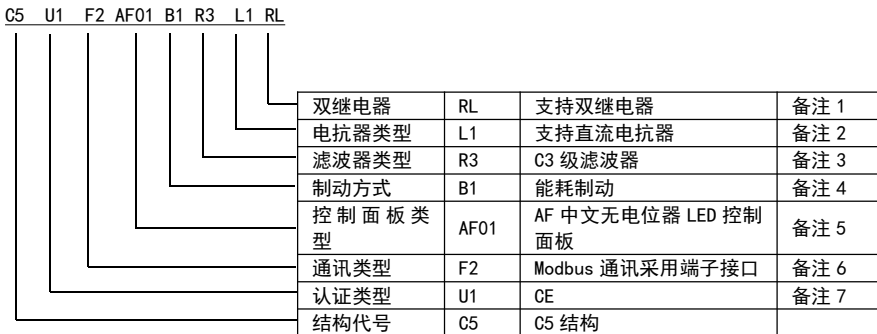 C5 U1 F2 AF01 B1 R3 L1 RL
双继电器 RL 支持双继电器 备注 1
电抗器类型 L1 支持直流电抗器 备注 2
滤波器类型 R3 C3 级滤波器 备注 3
制动方式 B1 能耗制动 备注 4
控制面板类型 AF01 AF 中文无电位器 LED 控制面板 备注 5
通讯类型 F2 Modbus 通讯采用端子接口 备注 6
认证类型 U1 CE 备注 7
结构代号 C5 C5 结构